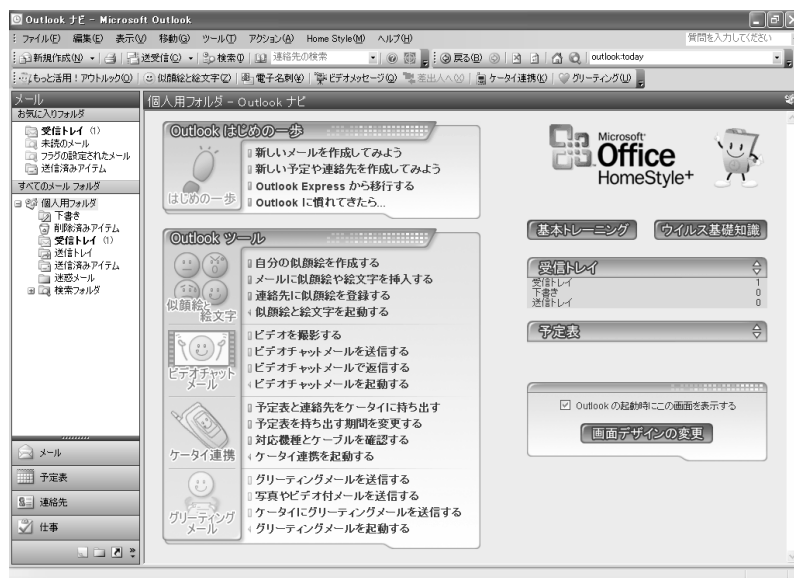 Outlook ナビ - Microsoft Outlook
ファイル(F) 編集(E) 表示(V) 移動(G) ツール(T) アクション(A) Home Style(M) ヘルプ(H)
質問を入力してください
新規作成(N) 送受信(C) 検索(I) 連絡先の検索 戻る(B) outlook:today
もっと活用！アウトルック(O) 似顔絵と絵文字(Z) 電子名刺(¥) ビデオメッセージ(Q) 差出人へ(X) ケータイ連携(K) グリーティング(U)
メール
お気に入りフォルダ
受信トレイ (1)
未読のメール
フラグの設定されたメール
送信済みアイテム
すべてのメール フォルダ
個人用フォルダ
下書き
削除済みアイテム
受信トレイ (1)
送信トレイ
送信済みアイテム
迷惑メール
検索フォルダ
メール
予定表
連絡先
仕事
個人用フォルダ - Outlook ナビ
Outlook はじめの一歩
はじめの一歩
新しいメールを作成してみよう
新しい予定や連絡先を作成してみよう
Outlook Express から移行する
Outlook に慣れてきたら...
Outlook ツール
似顔絵と
絵文字
自分の似顔絵を作成する
メールに似顔絵や絵文字を挿入する
連絡先に似顔絵を登録する
似顔絵と絵文字を起動する
ビデオチャット
メール
ビデオを撮影する
ビデオチャットメールを送信する
ビデオチャットメールで返信する
ビデオチャットメールを起動する
ケータイ連携
予定表と連絡先をケータイに持ち出す
予定表を持ち出す期間を変更する
対応機種とケーブルを確認する
ケータイ連携を起動する
グリーティング
メール
グリーティングメールを送信する
写真やビデオ付メールを送信する
ケータイにグリーティングメールを送信する
グリーティングメールを起動する
Microsoft
Office
HomeStyle+
基本トレーニング ウイルス基礎知識
受信トレイ
受信トレイ 1
下書き 0
送信トレイ 0
予定表
Outlook の起動時にこの画面を表示する
画面デザインの変更